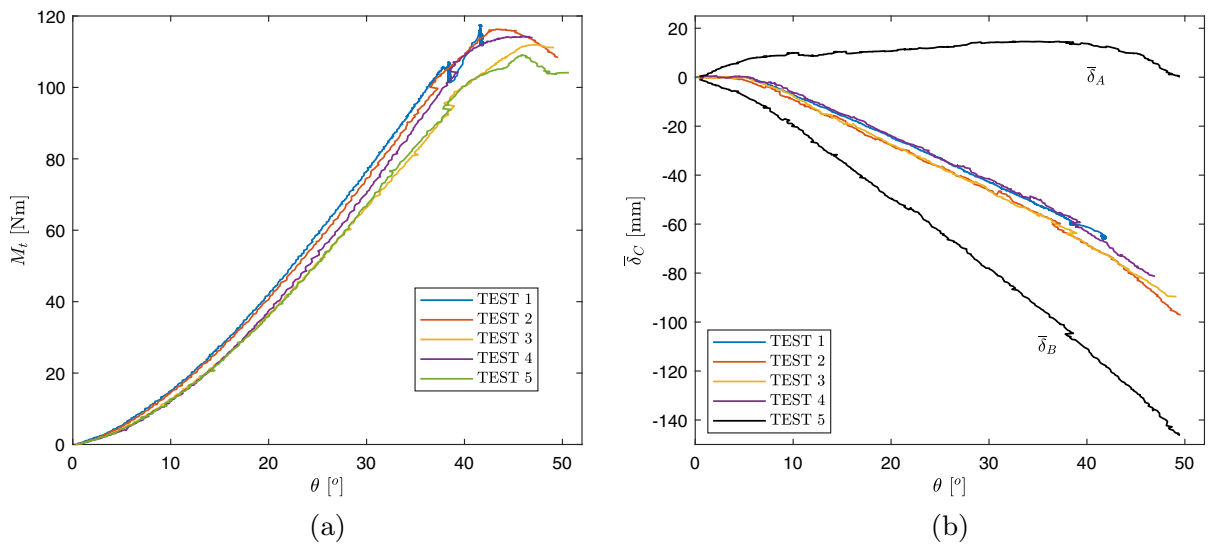 120
100
80
60
40
20
0
M_t [Nm]
TEST 1
TEST 2
TEST 3
TEST 4
TEST 5
0 10 20 30 40 50
θ [°]
(a)
20
0
-20
-40
-60
-80
-100
-120
-140
δ̅_C [mm]
δ̅_A
δ̅_B
TEST 1
TEST 2
TEST 3
TEST 4
TEST 5
0 10 20 30 40 50
θ [°]
(b)